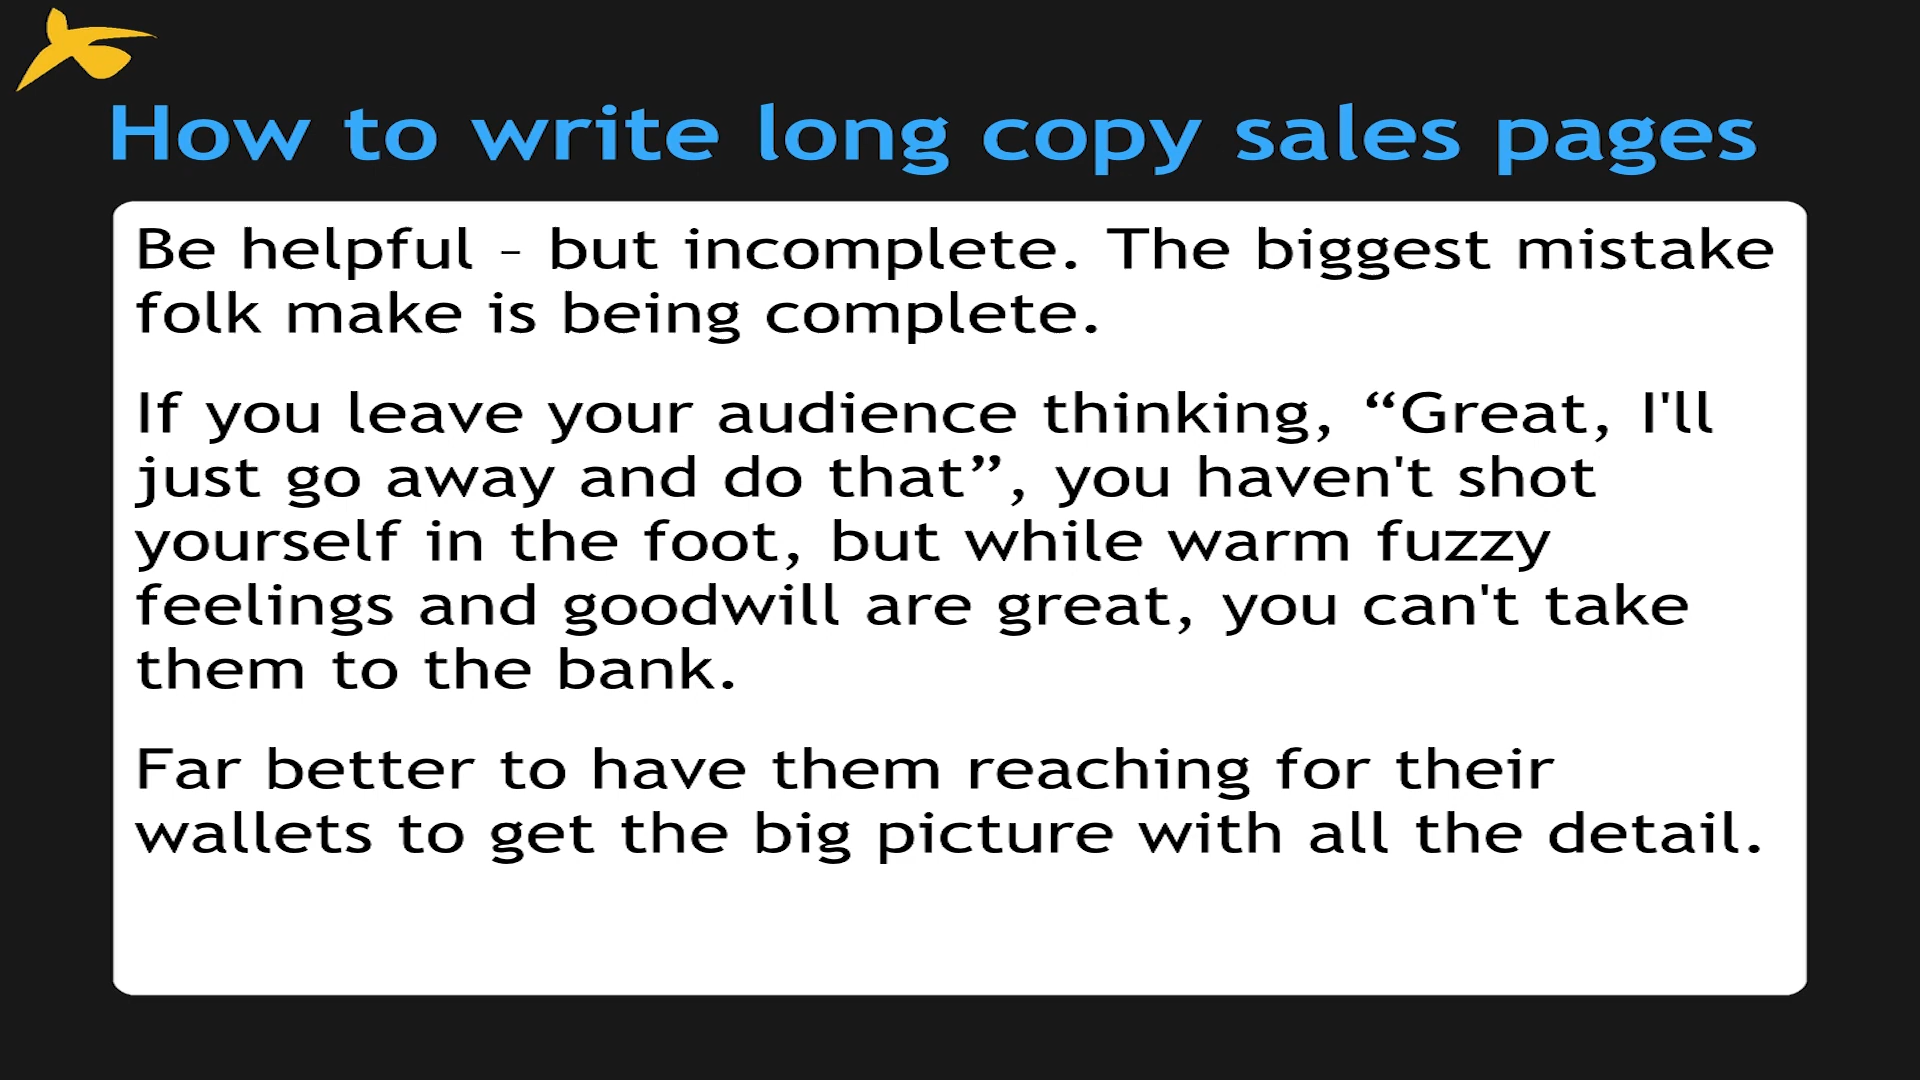 How to write long copy sales pages
Be helpful - but incomplete. The biggest mistake
folk make is being complete.
If you leave your audience thinking, “Great, I'll
just go away and do that”, you haven't shot
yourself in the foot, but while warm fuzzy
feelings and goodwill are great, you can't take
them to the bank.
Far better to have them reaching for their
wallets to get the big picture with all the detail.